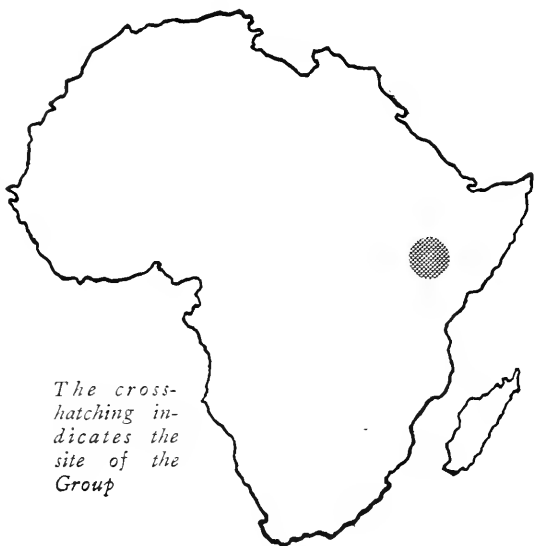 The cross-
hatching in-
dicates the
site of the
Group